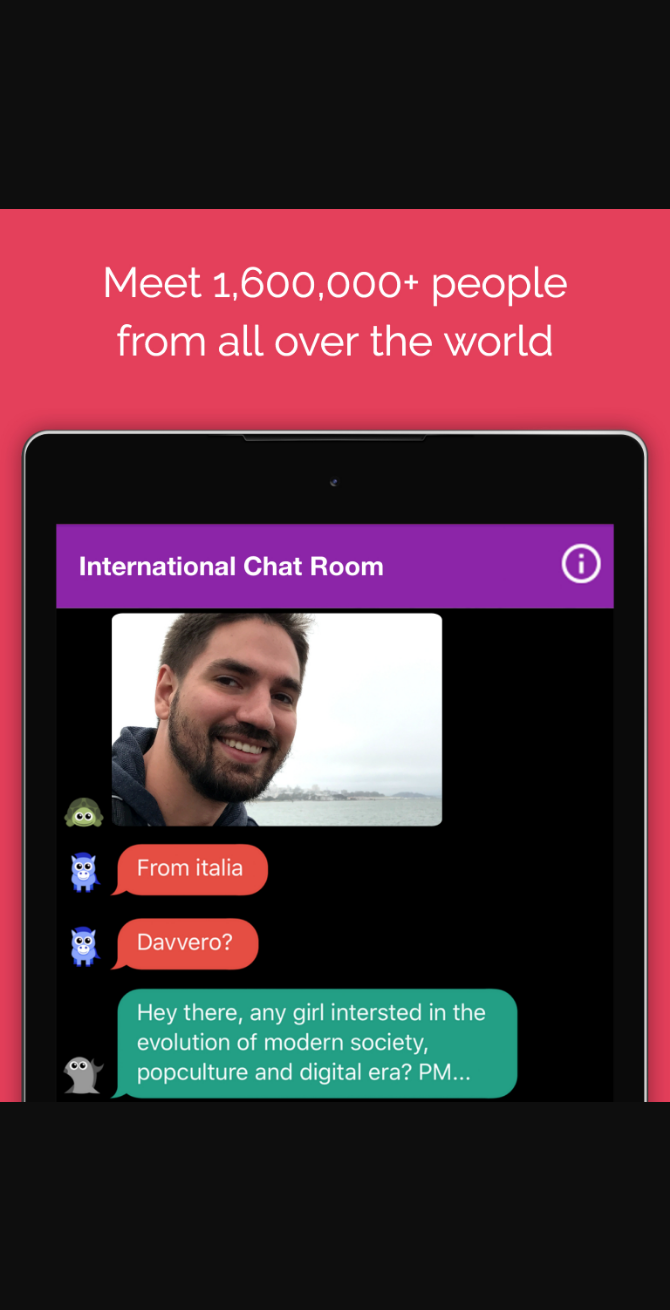 Meet 1,600,000+ people
from all over the world
International Chat Room
From italia
Davvero?
Hey there, any girl intersted in the
evolution of modern society,
popculture and digital era? PM...